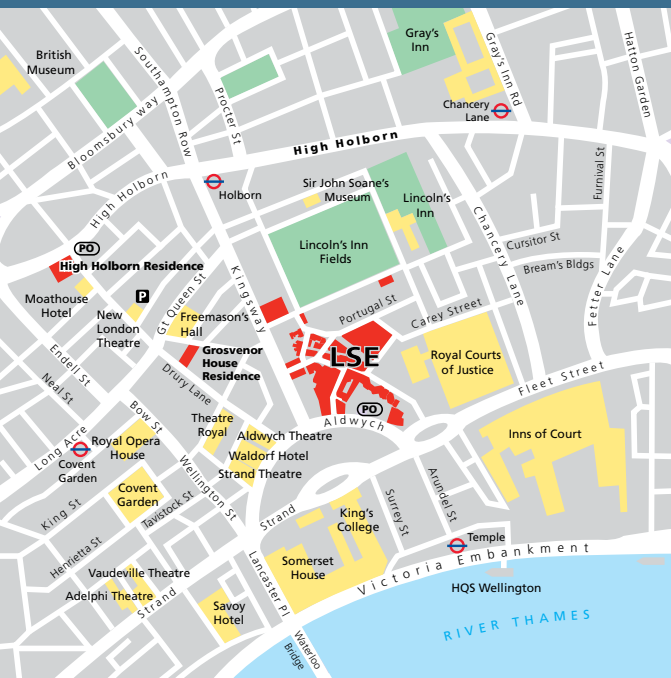 Gray's
Inn
Gray's Inn Rd
Hatton Garden
British
Museum
Southampton Row
Procter St
Bloomsbury way
Chancery
Lane
High Holborn
High Holborn
Holborn
Sir John Soane's
Museum
Lincoln's
Inn
Furnival St
Chancery Lane
Cursitor St
Bream's Bldgs
Fetter Lane
PO
High Holborn Residence
Lincoln's Inn
Fields
Kingsway
Moathouse
Hotel
P
New
London
Theatre
Gt Queen St
Freemason's
Hall
Portugal St
Carey Street
Grosvenor
House
Residence
LSE
Royal Courts
of Justice
Endell St
Neal St
Drury Lane
Fleet Street
Bow St
PO
Aldwych
Long Acre
Royal Opera
House
Theatre
Royal
Aldwych Theatre
Waldorf Hotel
Strand Theatre
Inns of Court
Covent
Garden
Covent
Garden
Wellington St
King St
Tavistock St
Strand
King's
College
Surrey St
Arundel St
Henrietta St
Temple
Somerset
House
Lancaster Pl
Victoria Embankment
Vaudeville Theatre
Adelphi Theatre
Strand
Savoy
Hotel
HQS Wellington
RIVER THAMES
Waterloo
Bridge